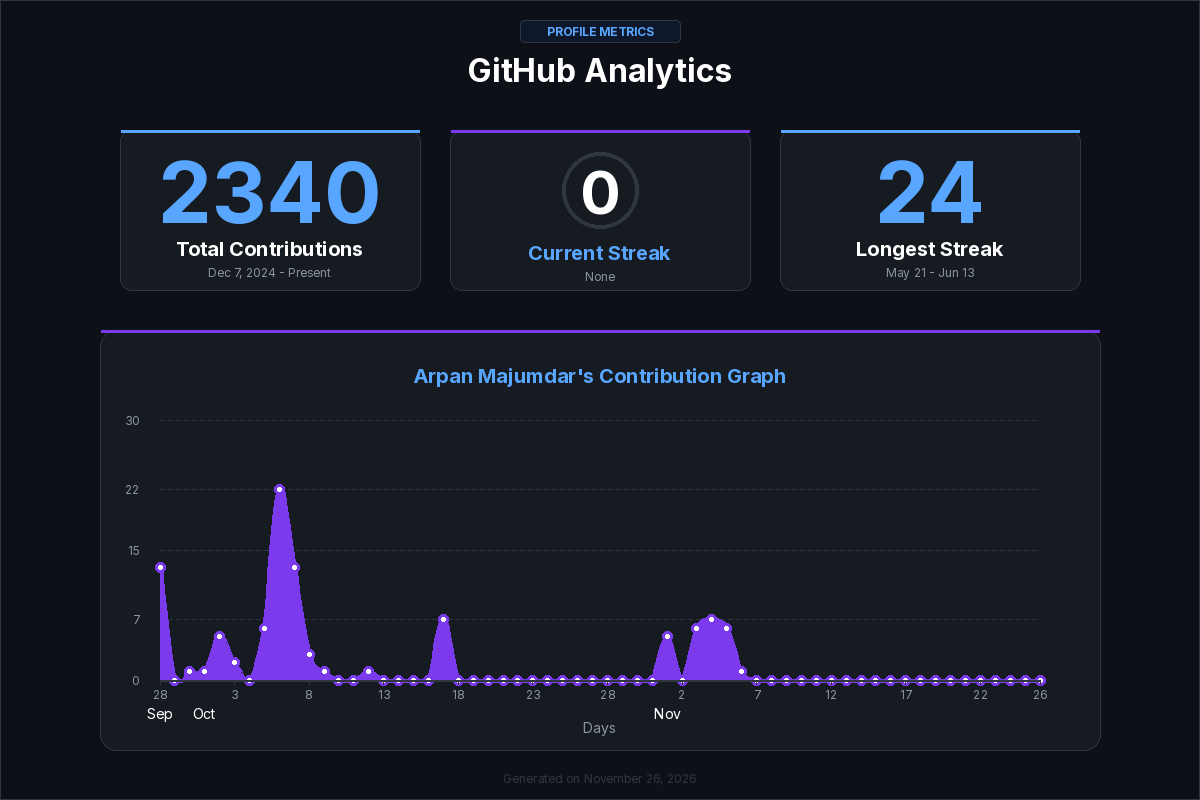 PROFILE METRICS
GitHub Analytics
2340
Total Contributions
Dec 7, 2024 - Present
0
Current Streak
None
24
Longest Streak
May 21 - Jun 13
Arpan Majumdar's Contribution Graph
30
22
15
7
0
28 3 8 13 18 23 28 2 7 12 17 22 26
Sep Oct Nov
Days
Generated on November 26, 2026